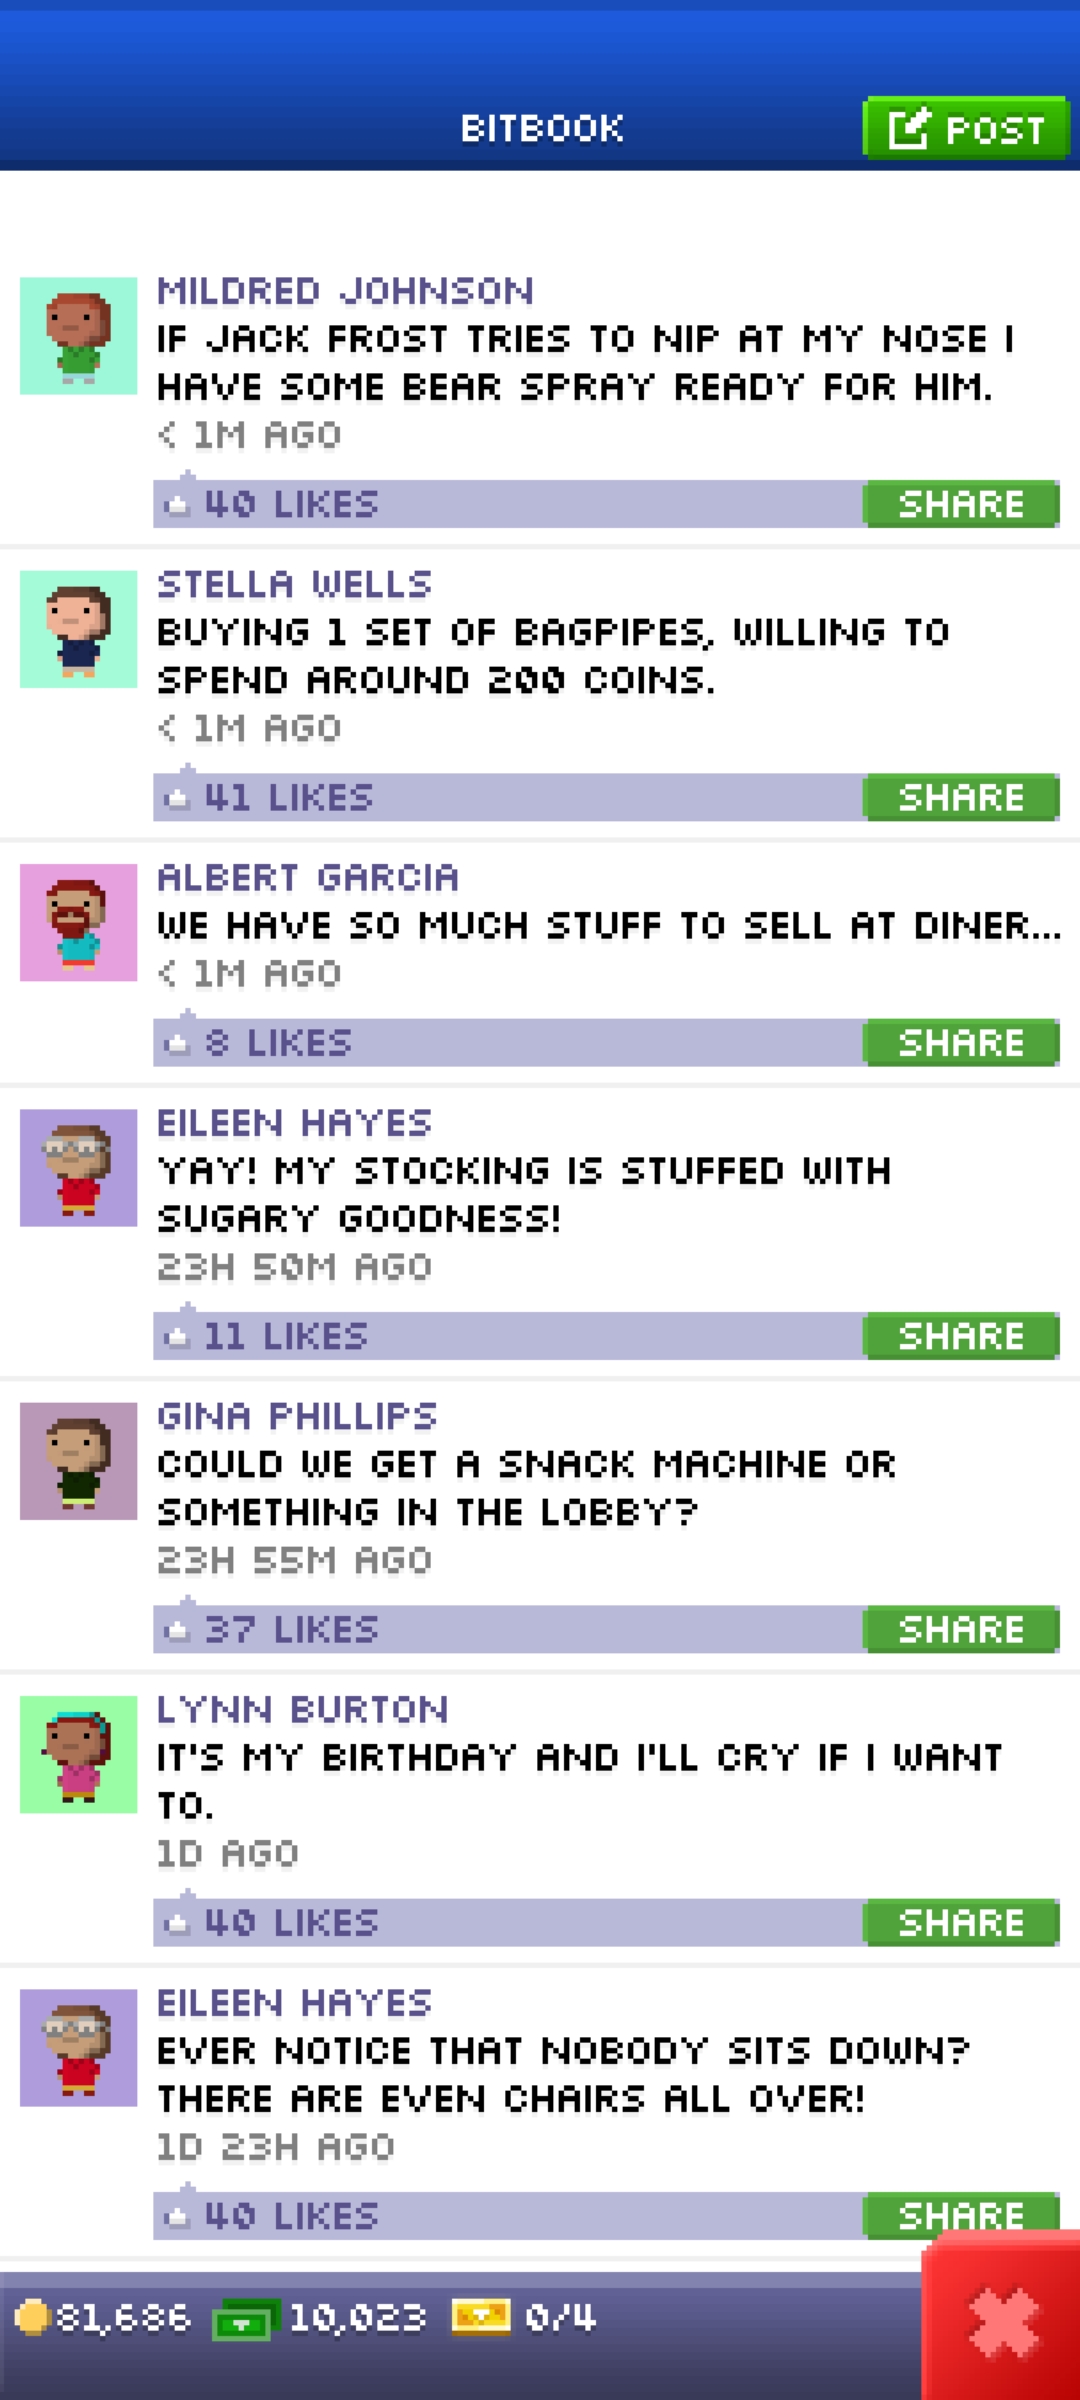 BITBOOK
POST
MILDRED JOHNSON
IF JACK FROST TRIES TO NIP AT MY NOSE I
HAVE SOME BEAR SPRAY READY FOR HIM.
< 1M AGO
40 LIKES
SHARE
STELLA WELLS
BUYING 1 SET OF BAGPIPES, WILLING TO
SPEND AROUND 200 COINS.
< 1M AGO
41 LIKES
SHARE
ALBERT GARCIA
WE HAVE SO MUCH STUFF TO SELL AT DINER...
< 1M AGO
8 LIKES
SHARE
EILEEN HAYES
YAY! MY STOCKING IS STUFFED WITH
SUGARY GOODNESS!
23H 50M AGO
11 LIKES
SHARE
GINA PHILLIPS
COULD WE GET A SNACK MACHINE OR
SOMETHING IN THE LOBBY?
23H 55M AGO
37 LIKES
SHARE
LYNN BURTON
IT'S MY BIRTHDAY AND I'LL CRY IF I WANT
TO.
1D AGO
40 LIKES
SHARE
EILEEN HAYES
EVER NOTICE THAT NOBODY SITS DOWN?
THERE ARE EVEN CHAIRS ALL OVER!
1D 23H AGO
40 LIKES
SHARE
81,686 10,023 0/4